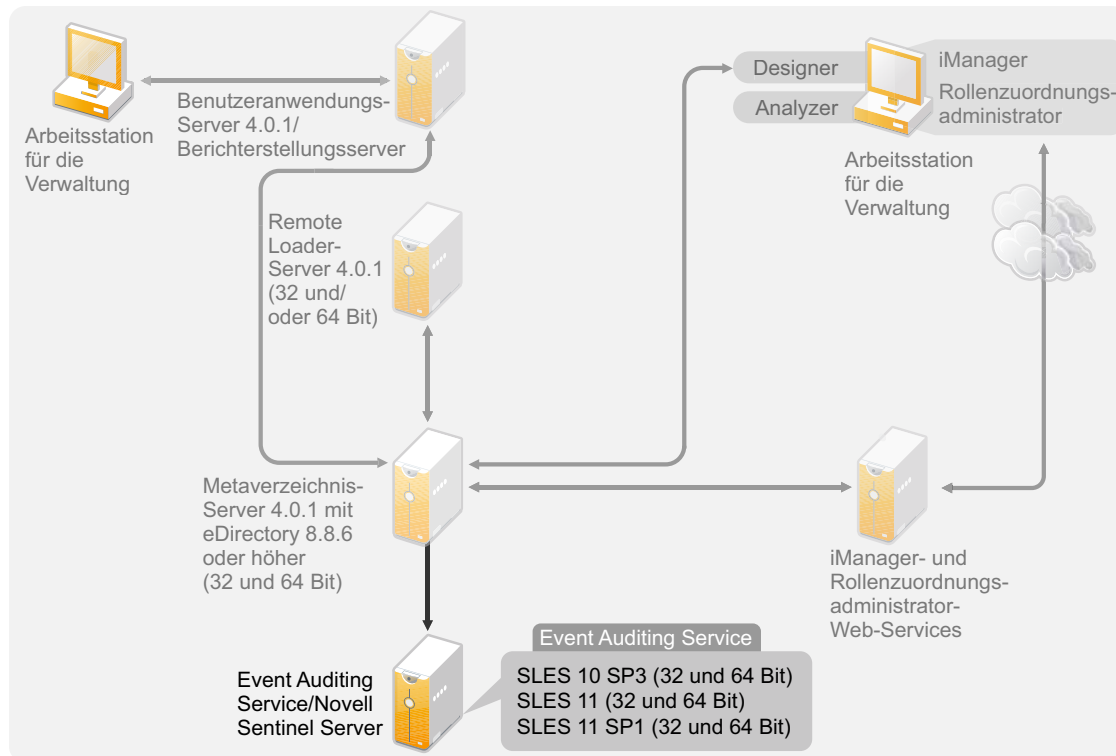 Arbeitsstation
für die
Verwaltung
Benutzeranwendungs-
Server 4.0.1/
Berichterstellungsserver
Designer
Analyzer
iManager
Rollenzuordnungs-
administrator
Arbeitsstation
für die
Verwaltung
Remote
Loader-
Server 4.0.1
(32 und/
oder 64 Bit)
Metaverzeichnis-
Server 4.0.1 mit
eDirectory 8.8.6
oder höher
(32 und 64 Bit)
iManager- und
Rollenzuordnungs-
administrator-
Web-Services
Event Auditing
Service/Novell
Sentinel Server
Event Auditing Service
SLES 10 SP3 (32 und 64 Bit)
SLES 11 (32 und 64 Bit)
SLES 11 SP1 (32 und 64 Bit)